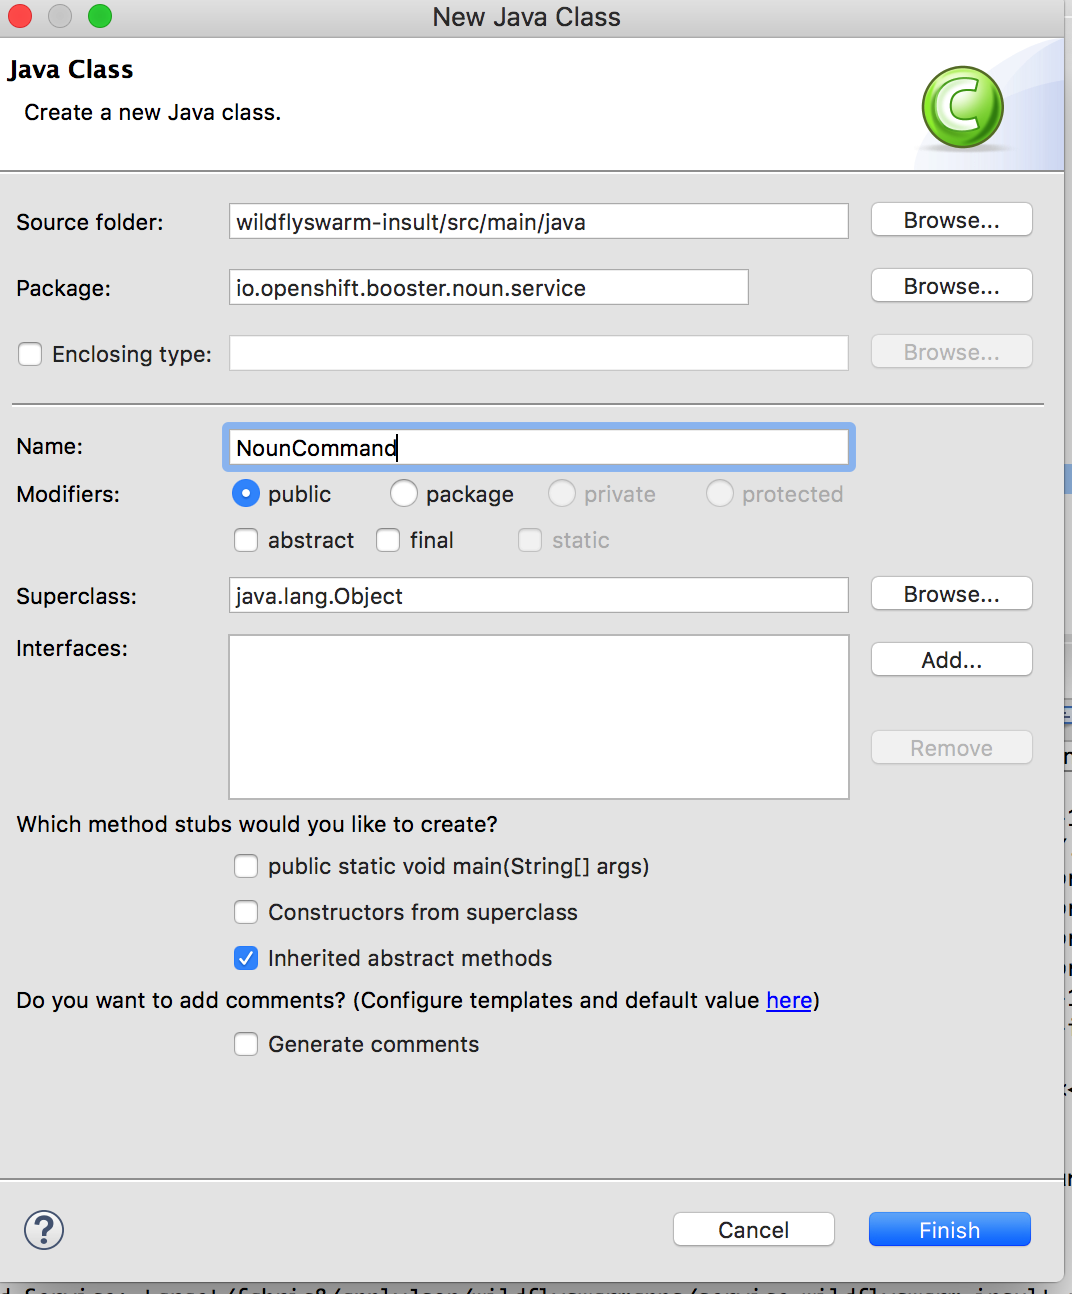 New Java Class
Java Class
Create a new Java class.
Source folder: wildflyswarm-insult/src/main/java Browse...
Package: io.openshift.booster.noun.service Browse...
Enclosing type: Browse...
Name: NounCommand
Modifiers: public package private protected
abstract final static
Superclass: java.lang.Object Browse...
Interfaces: Add...
Remove
Which method stubs would you like to create?
public static void main(String[] args)
Constructors from superclass
Inherited abstract methods
Do you want to add comments? (Configure templates and default value here)
Generate comments
? Cancel Finish